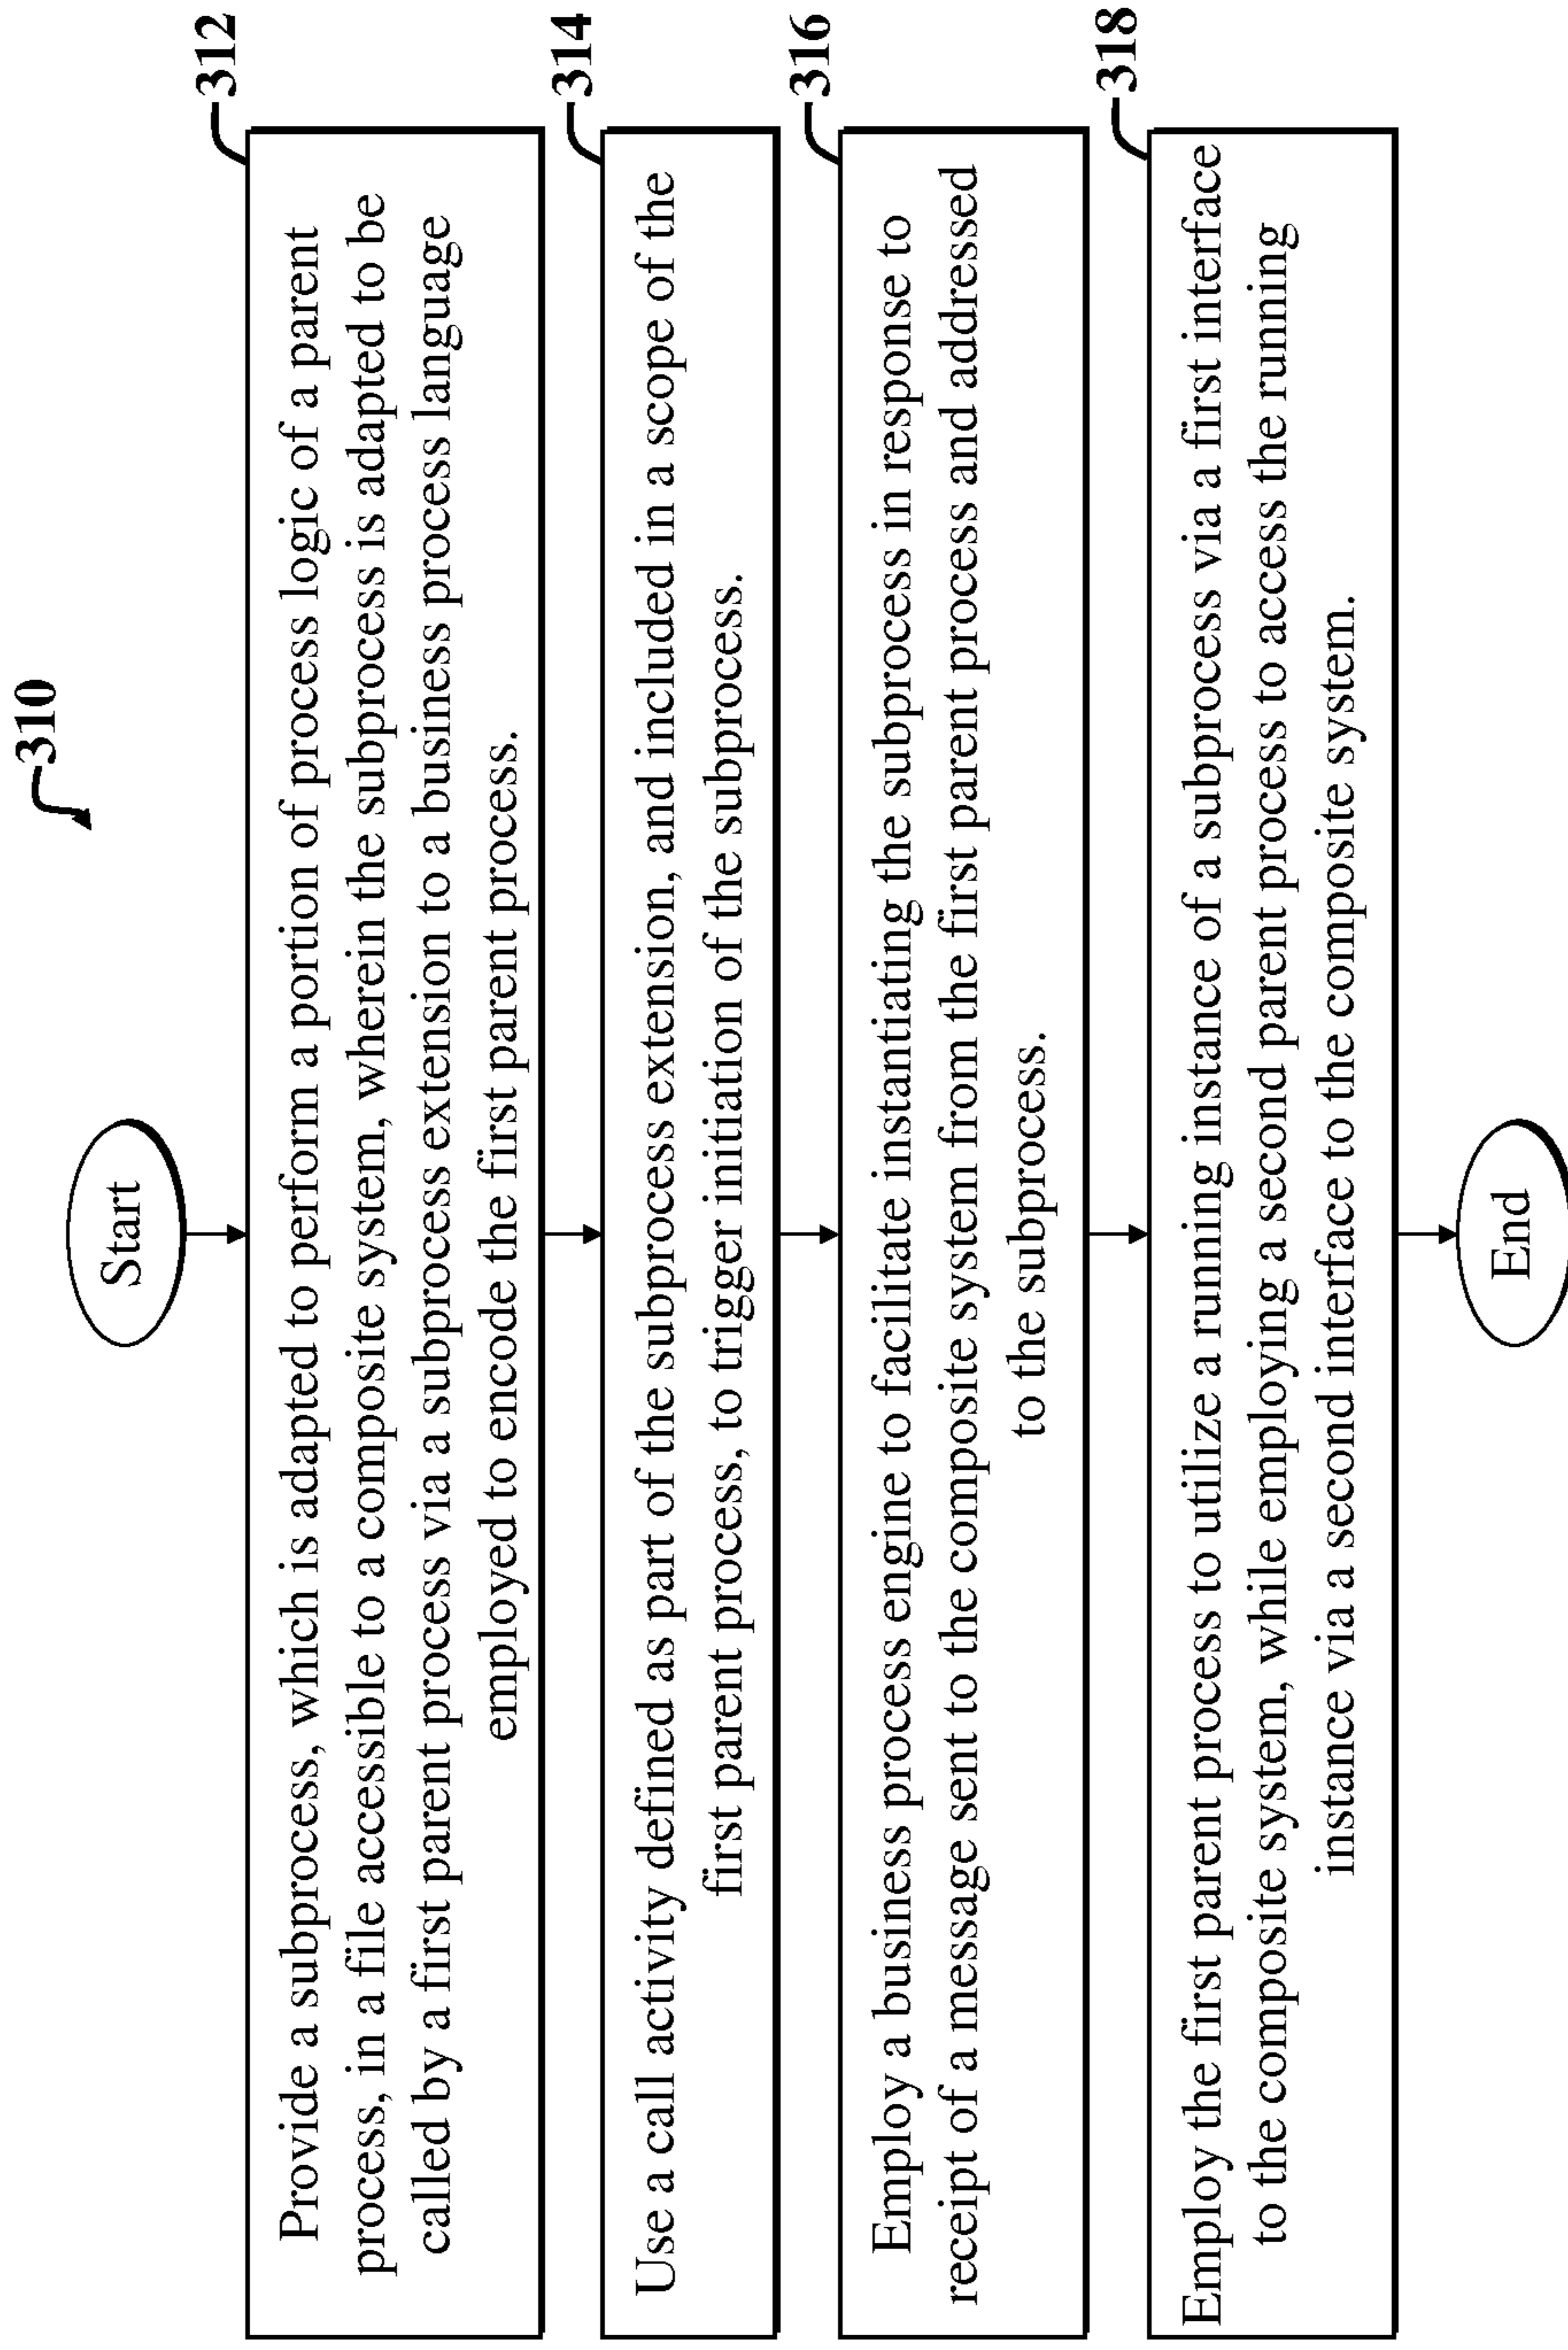 310
Start
312
Provide a subprocess, which is adapted to perform a portion of process logic of a parent
process, in a file accessible to a composite system, wherein the subprocess is adapted to be
called by a first parent process via a subprocess extension to a business process language
employed to encode the first parent process.
314
Use a call activity defined as part of the subprocess extension, and included in a scope of the
first parent process, to trigger initiation of the subprocess.
316
Employ a business process engine to facilitate instantiating the subprocess in response to
receipt of a message sent to the composite system from the first parent process and addressed
to the subprocess.
318
Employ the first parent process to utilize a running instance of a subprocess via a first interface
to the composite system, while employing a second parent process to access the running
instance via a second interface to the composite system.
End